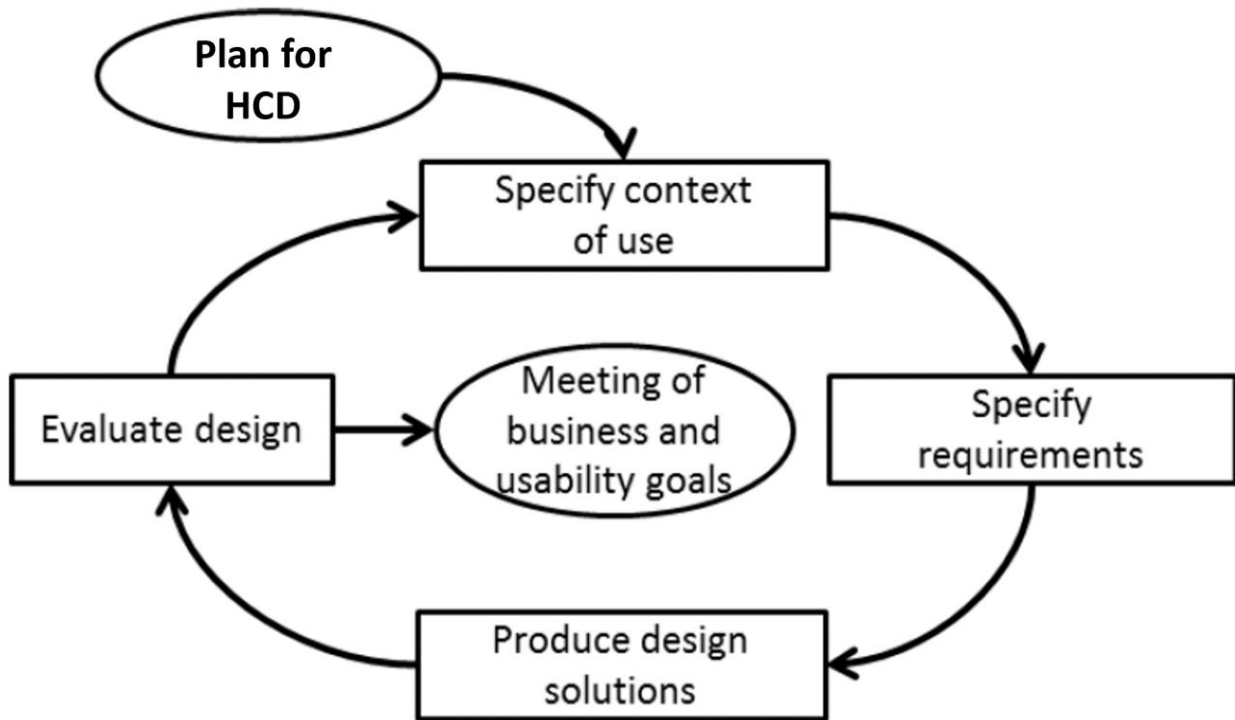 Plan for
HCD
Specify context
of use
Evaluate design
Meeting of
business and
usability goals
Specify
requirements
Produce design
solutions